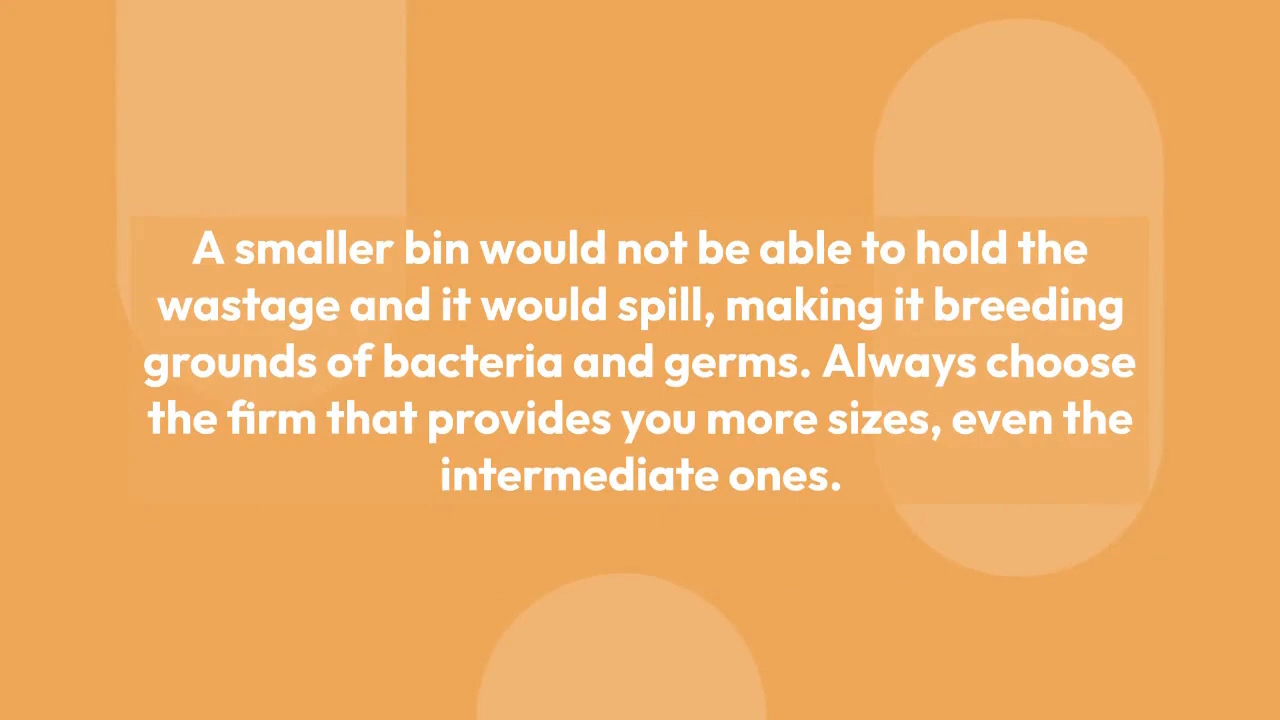 A smaller bin would not be able to hold the
wastage and it would spill, making it breeding
grounds of bacteria and germs. Always choose
the firm that provides you more sizes, even the
intermediate ones.